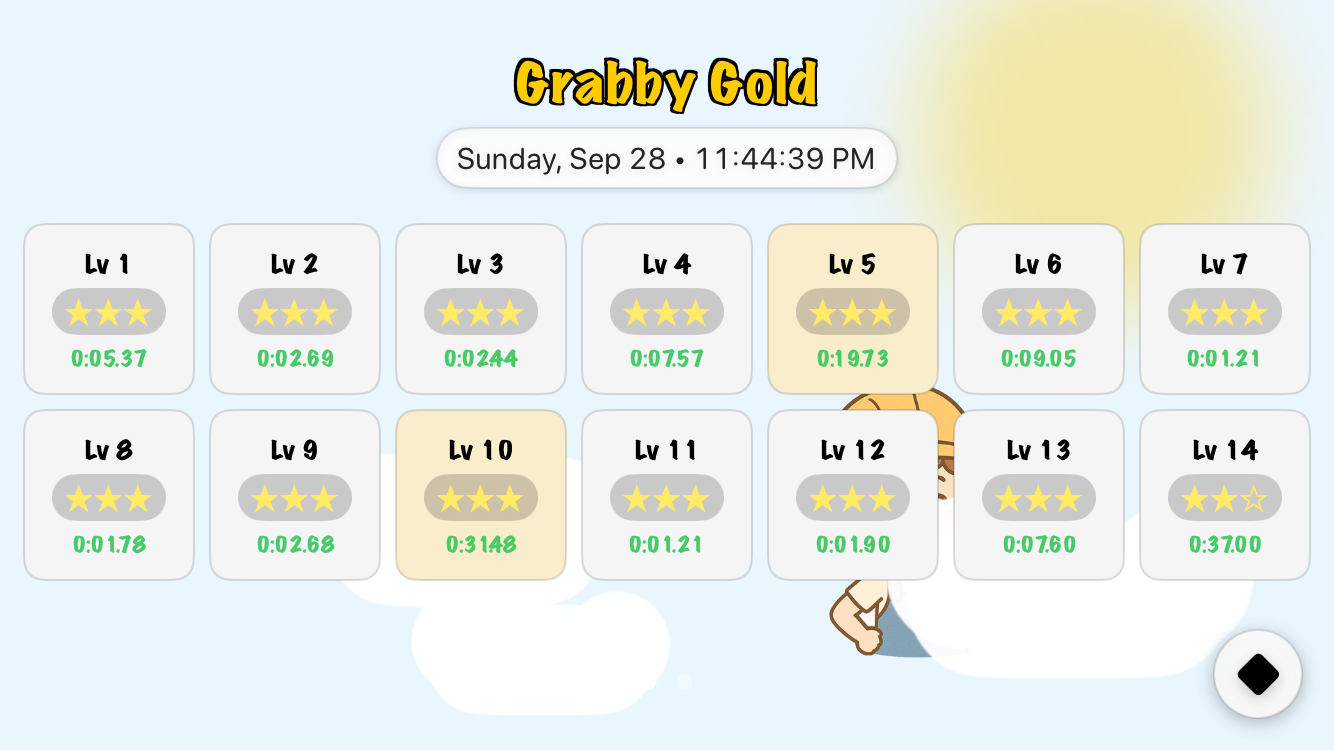 Grabby Gold
Sunday, Sep 28 • 11:44:39 PM
Lv 1
0:05.37
Lv 2
0:02.69
Lv 3
0:02.44
Lv 4
0:07.57
Lv 5
0:19.73
Lv 6
0:09.05
Lv 7
0:01.21
Lv 8
0:01.78
Lv 9
0:02.68
Lv 10
0:31.48
Lv 11
0:01.21
Lv 12
0:01.90
Lv 13
0:07.60
Lv 14
0:37.00